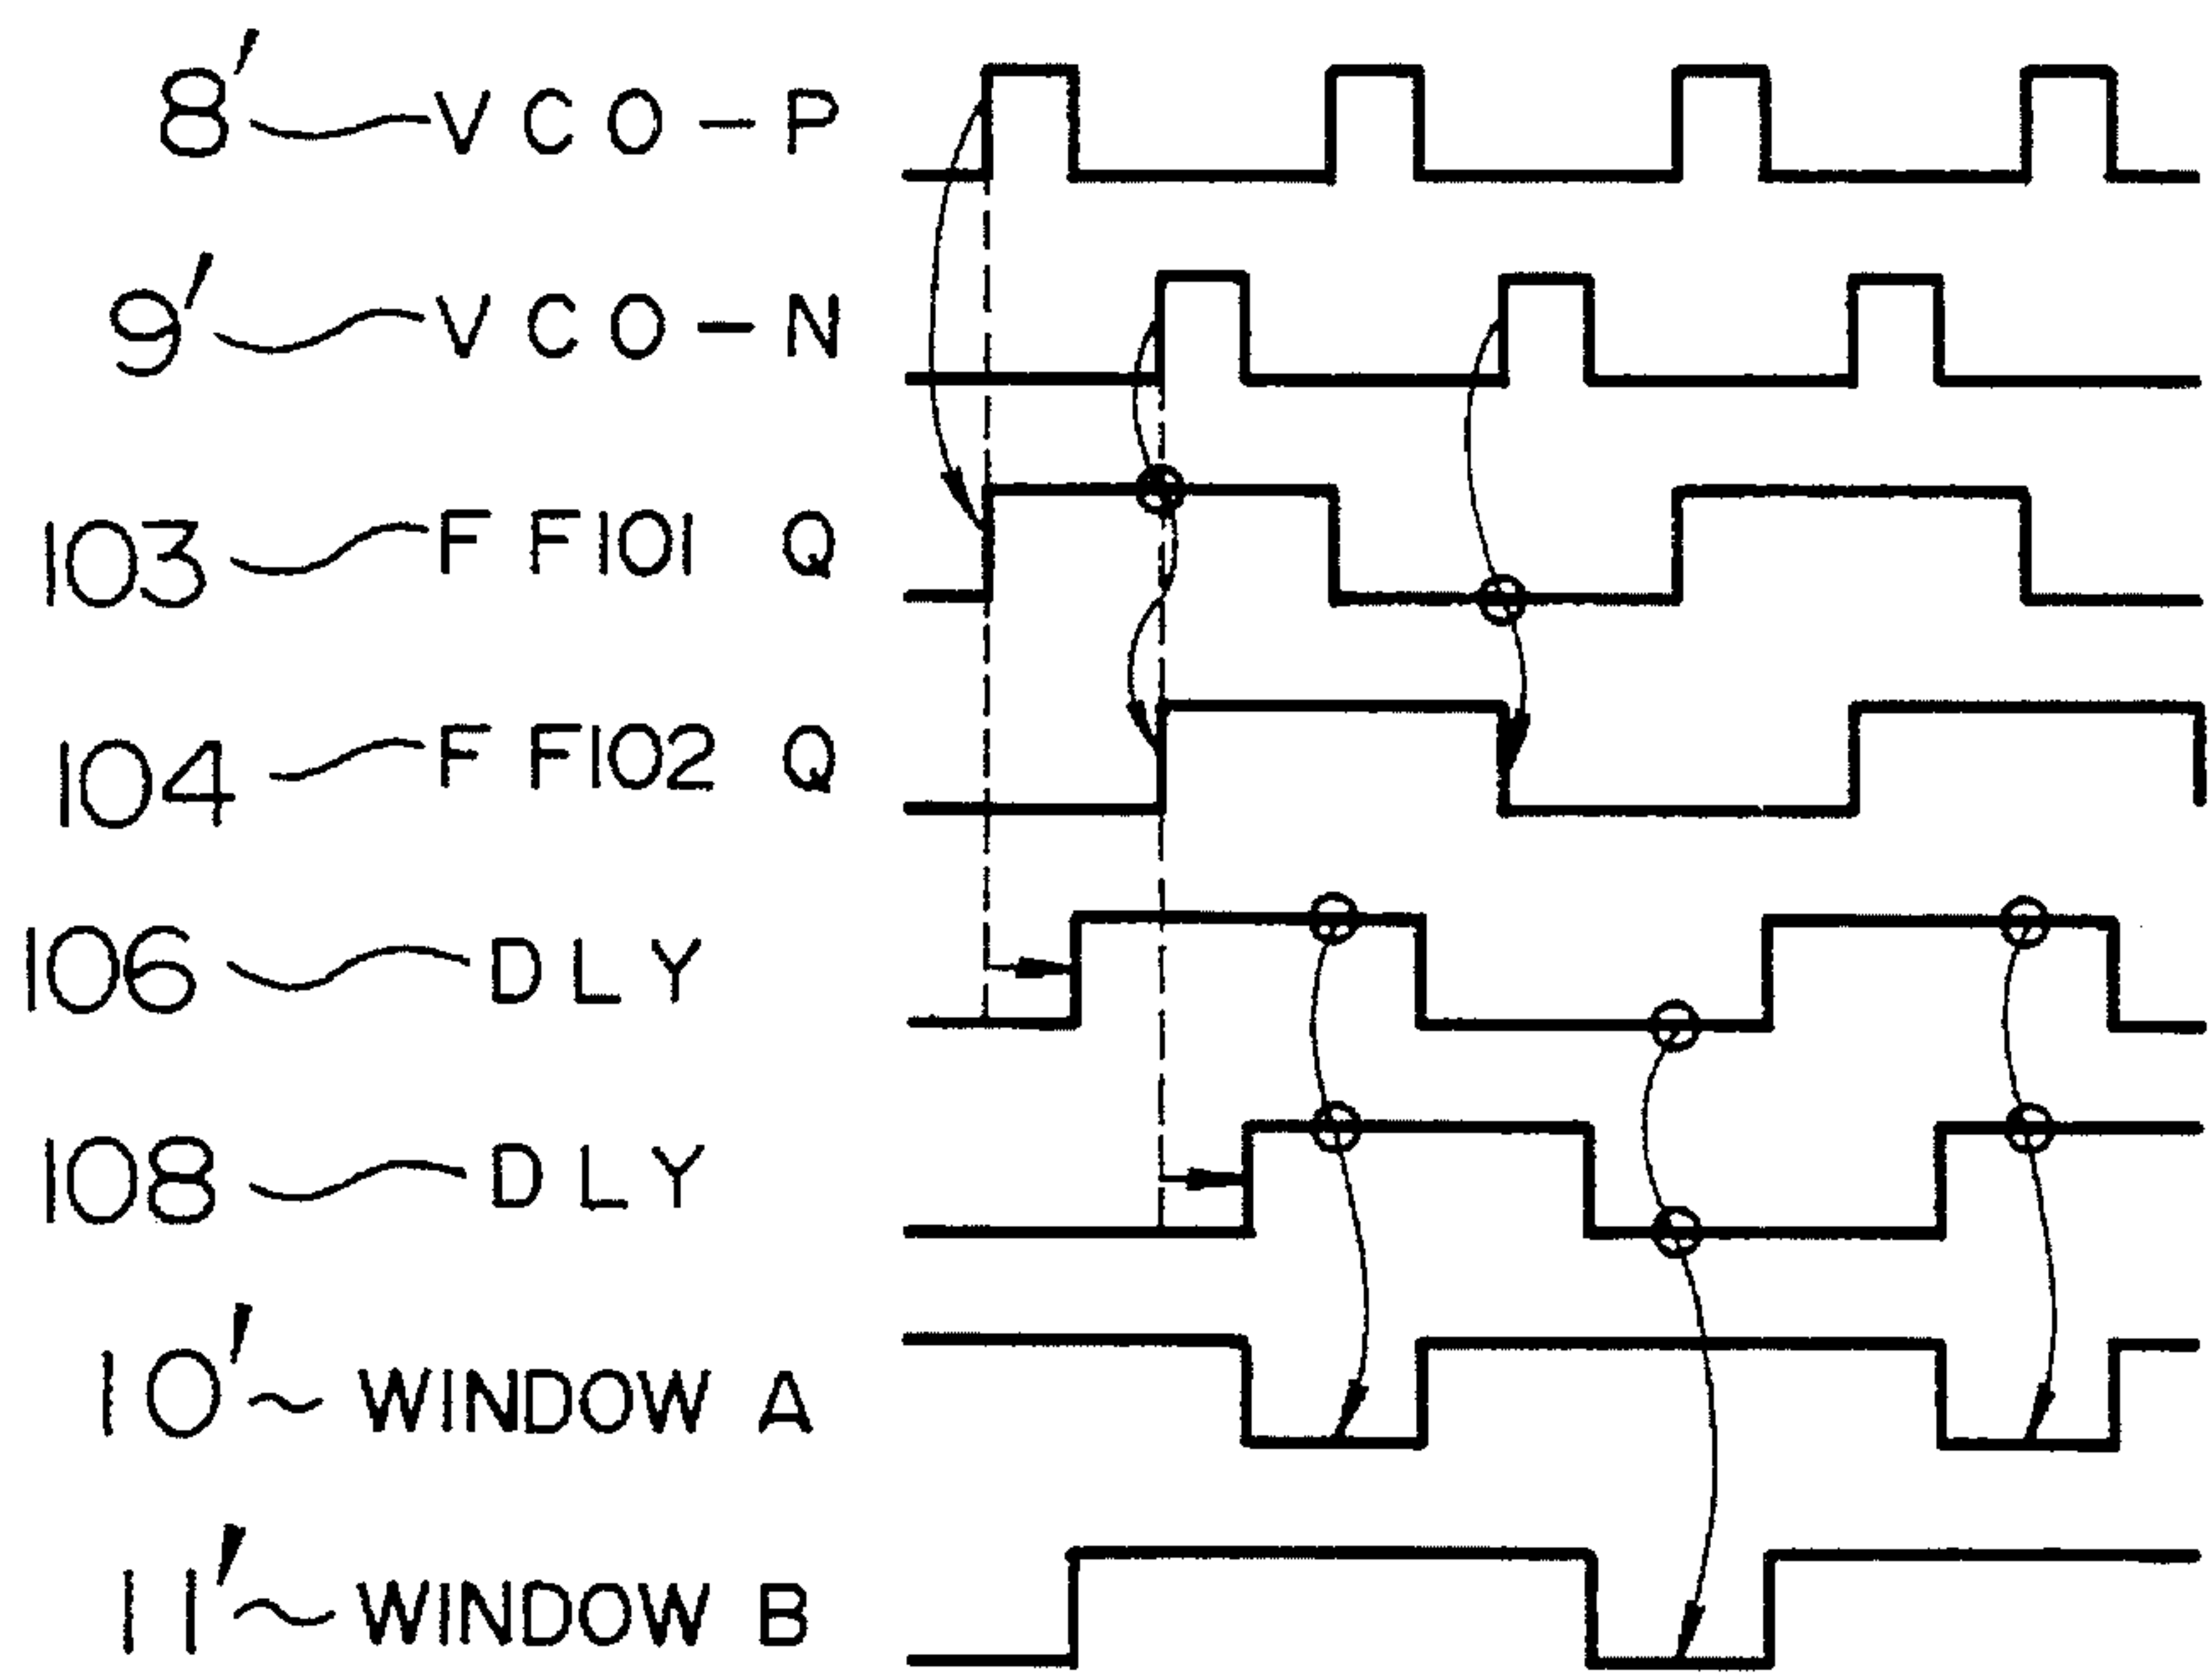 8' VCO-P
9' VCO-N
103 FF101 Q
104 FF102 Q
106 DLY
108 DLY
10' WINDOW A
11' WINDOW B